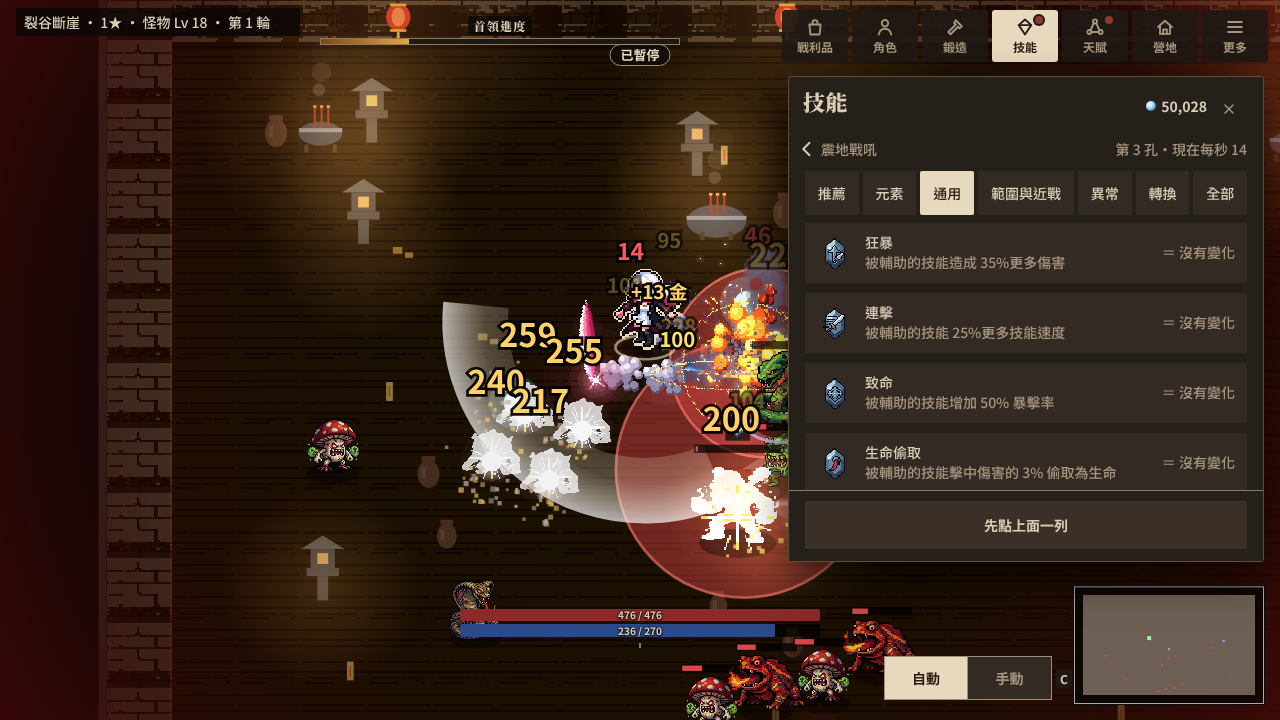 裂谷斷崖 · 1★ · 怪物 Lv 18 · 第 1 輪
首領進度
已暫停
戰利品
角色
鍛造
技能
天賦
營地
更多
技能
50,028
震地戰吼
第 3 孔・現在每秒 14
推薦
元素
通用
範圍與近戰
異常
轉換
全部
狂暴
被輔助的技能造成 35%更多傷害
＝ 沒有變化
連擊
被輔助的技能 25%更多技能速度
＝ 沒有變化
致命
被輔助的技能增加 50% 暴擊率
＝ 沒有變化
生命偷取
被輔助的技能擊中傷害的 3% 偷取為生命
＝ 沒有變化
先點上面一列
46
95
14
22
+13 金
259
255
100
240
217
200
476 / 476
236 / 270
自動
手動
C